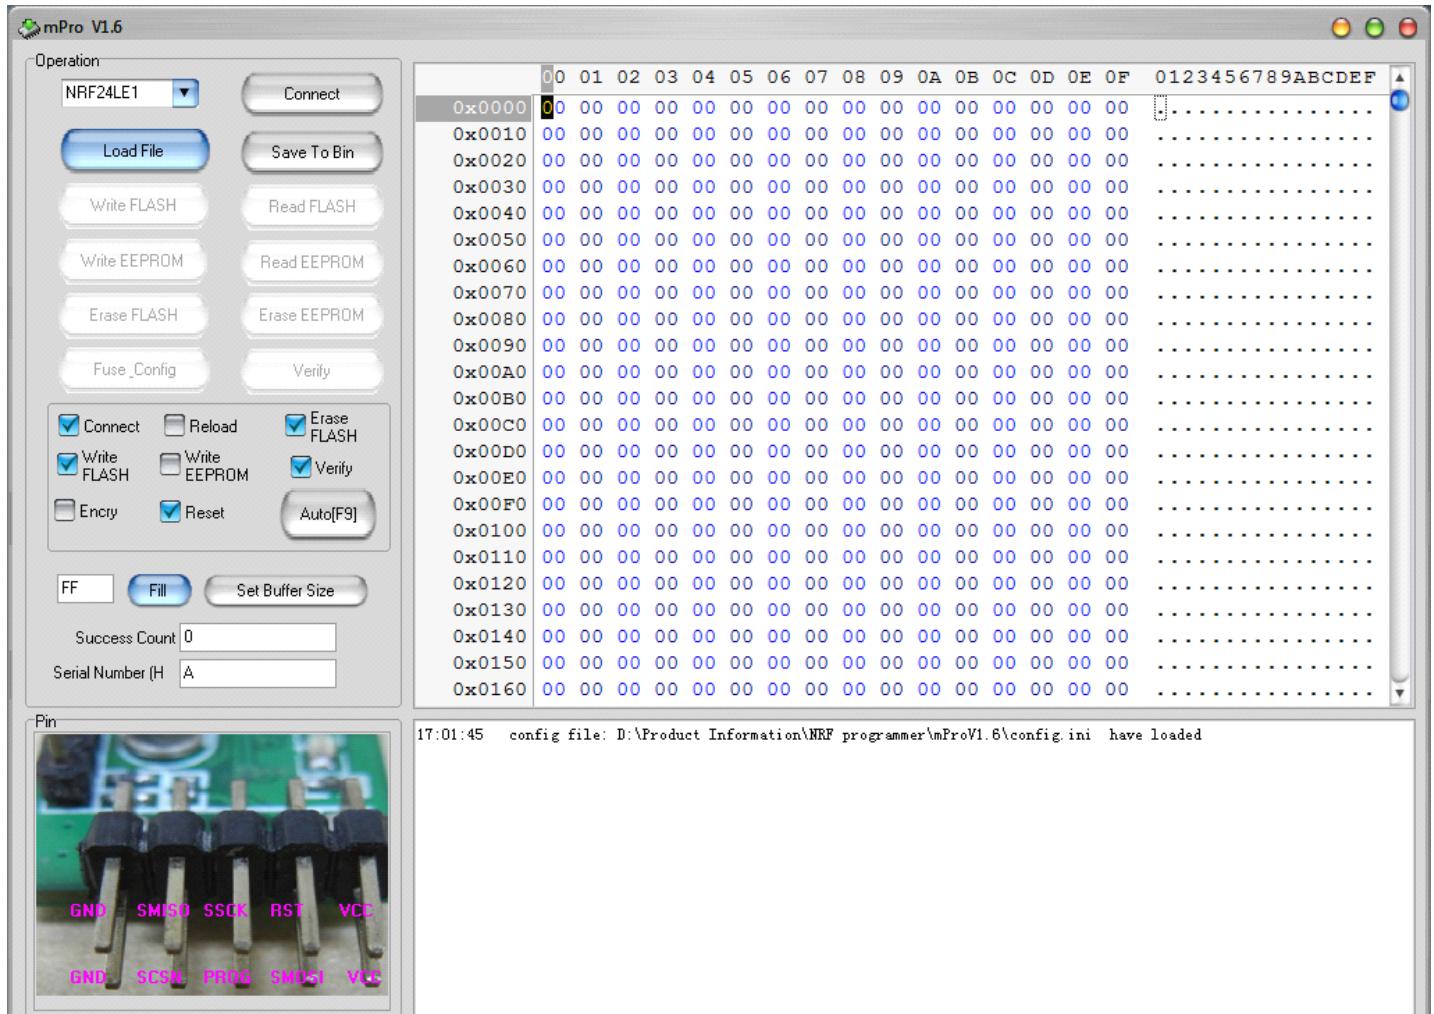 mPro V1.6
Operation
NRF24LE1
Connect
Load File
Save To Bin
Write FLASH
Read FLASH
Write EEPROM
Read EEPROM
Erase FLASH
Erase EEPROM
Fuse_Config
Verify
Connect
Reload
Erase
FLASH
Write
FLASH
Write
EEPROM
Verify
Encry
Reset
Auto[F9]
FF
Fill
Set Buffer Size
Success Count 0
Serial Number (H A
00 01 02 03 04 05 06 07 08 09 0A 0B 0C 0D 0E 0F 0123456789ABCDEF
0x0000 00 00 00 00 00 00 00 00 00 00 00 00 00 00 00 00 ................
0x0010 00 00 00 00 00 00 00 00 00 00 00 00 00 00 00 00 ................
0x0020 00 00 00 00 00 00 00 00 00 00 00 00 00 00 00 00 ................
0x0030 00 00 00 00 00 00 00 00 00 00 00 00 00 00 00 00 ................
0x0040 00 00 00 00 00 00 00 00 00 00 00 00 00 00 00 00 ................
0x0050 00 00 00 00 00 00 00 00 00 00 00 00 00 00 00 00 ................
0x0060 00 00 00 00 00 00 00 00 00 00 00 00 00 00 00 00 ................
0x0070 00 00 00 00 00 00 00 00 00 00 00 00 00 00 00 00 ................
0x0080 00 00 00 00 00 00 00 00 00 00 00 00 00 00 00 00 ................
0x0090 00 00 00 00 00 00 00 00 00 00 00 00 00 00 00 00 ................
0x00A0 00 00 00 00 00 00 00 00 00 00 00 00 00 00 00 00 ................
0x00B0 00 00 00 00 00 00 00 00 00 00 00 00 00 00 00 00 ................
0x00C0 00 00 00 00 00 00 00 00 00 00 00 00 00 00 00 00 ................
0x00D0 00 00 00 00 00 00 00 00 00 00 00 00 00 00 00 00 ................
0x00E0 00 00 00 00 00 00 00 00 00 00 00 00 00 00 00 00 ................
0x00F0 00 00 00 00 00 00 00 00 00 00 00 00 00 00 00 00 ................
0x0100 00 00 00 00 00 00 00 00 00 00 00 00 00 00 00 00 ................
0x0110 00 00 00 00 00 00 00 00 00 00 00 00 00 00 00 00 ................
0x0120 00 00 00 00 00 00 00 00 00 00 00 00 00 00 00 00 ................
0x0130 00 00 00 00 00 00 00 00 00 00 00 00 00 00 00 00 ................
0x0140 00 00 00 00 00 00 00 00 00 00 00 00 00 00 00 00 ................
0x0150 00 00 00 00 00 00 00 00 00 00 00 00 00 00 00 00 ................
0x0160 00 00 00 00 00 00 00 00 00 00 00 00 00 00 00 00 ................
Pin
GND SMISO SSCK RST VCC
GND SCSN PROG SMOSI VCC
17:01:45 config file: D:\Product Information\NRF programmer\mProV1.6\config.ini have loaded